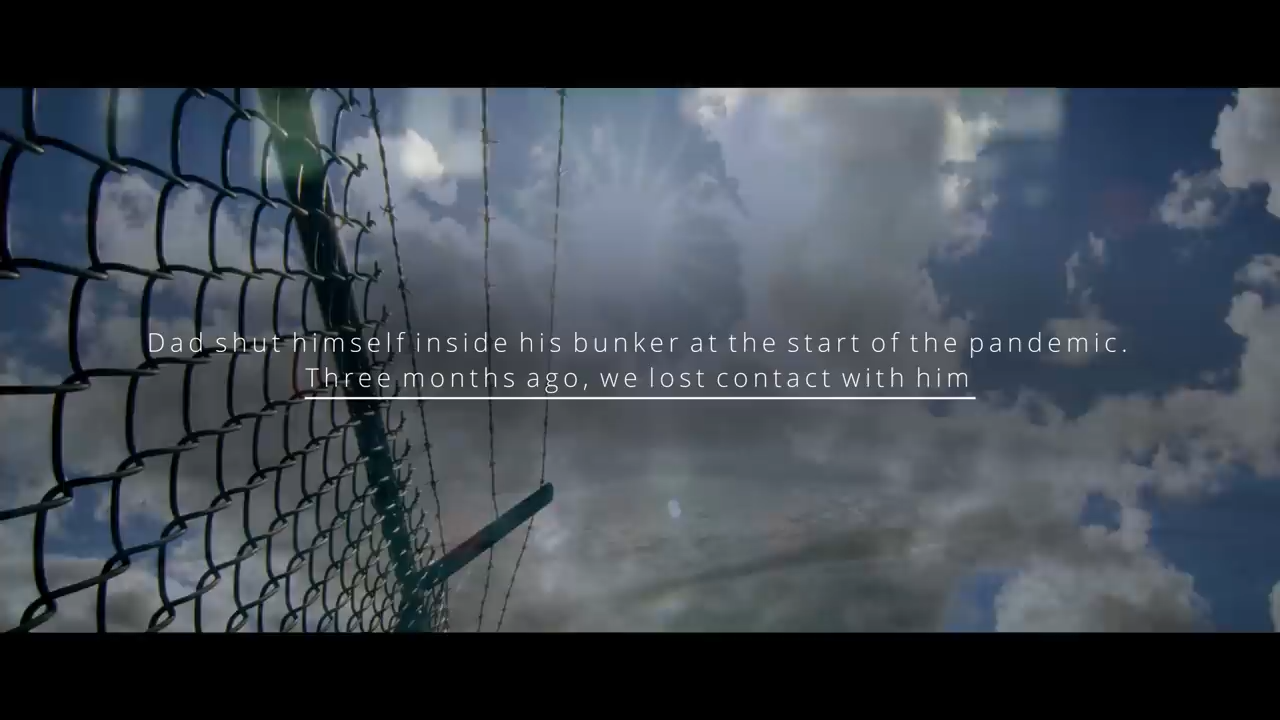 Dad shut himself inside his bunker at the start of the pandemic.
Three months ago, we lost contact with him